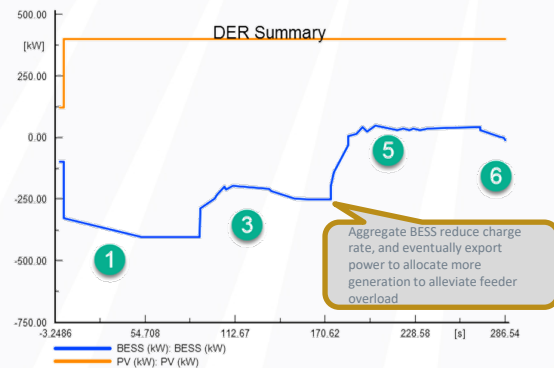 DER Summary
500.00
[kW]
250.00
0.00
-250.00
-500.00
-750.00
1
3
5
6
Aggregate BESS reduce charge
rate, and eventually export
power to allocate more
generation to alleviate feeder
overload
-3.2486 54.708 112.67 170.62 228.58 [s] 286.54
BESS (kW): BESS (kW)
PV (kW): PV (kW)